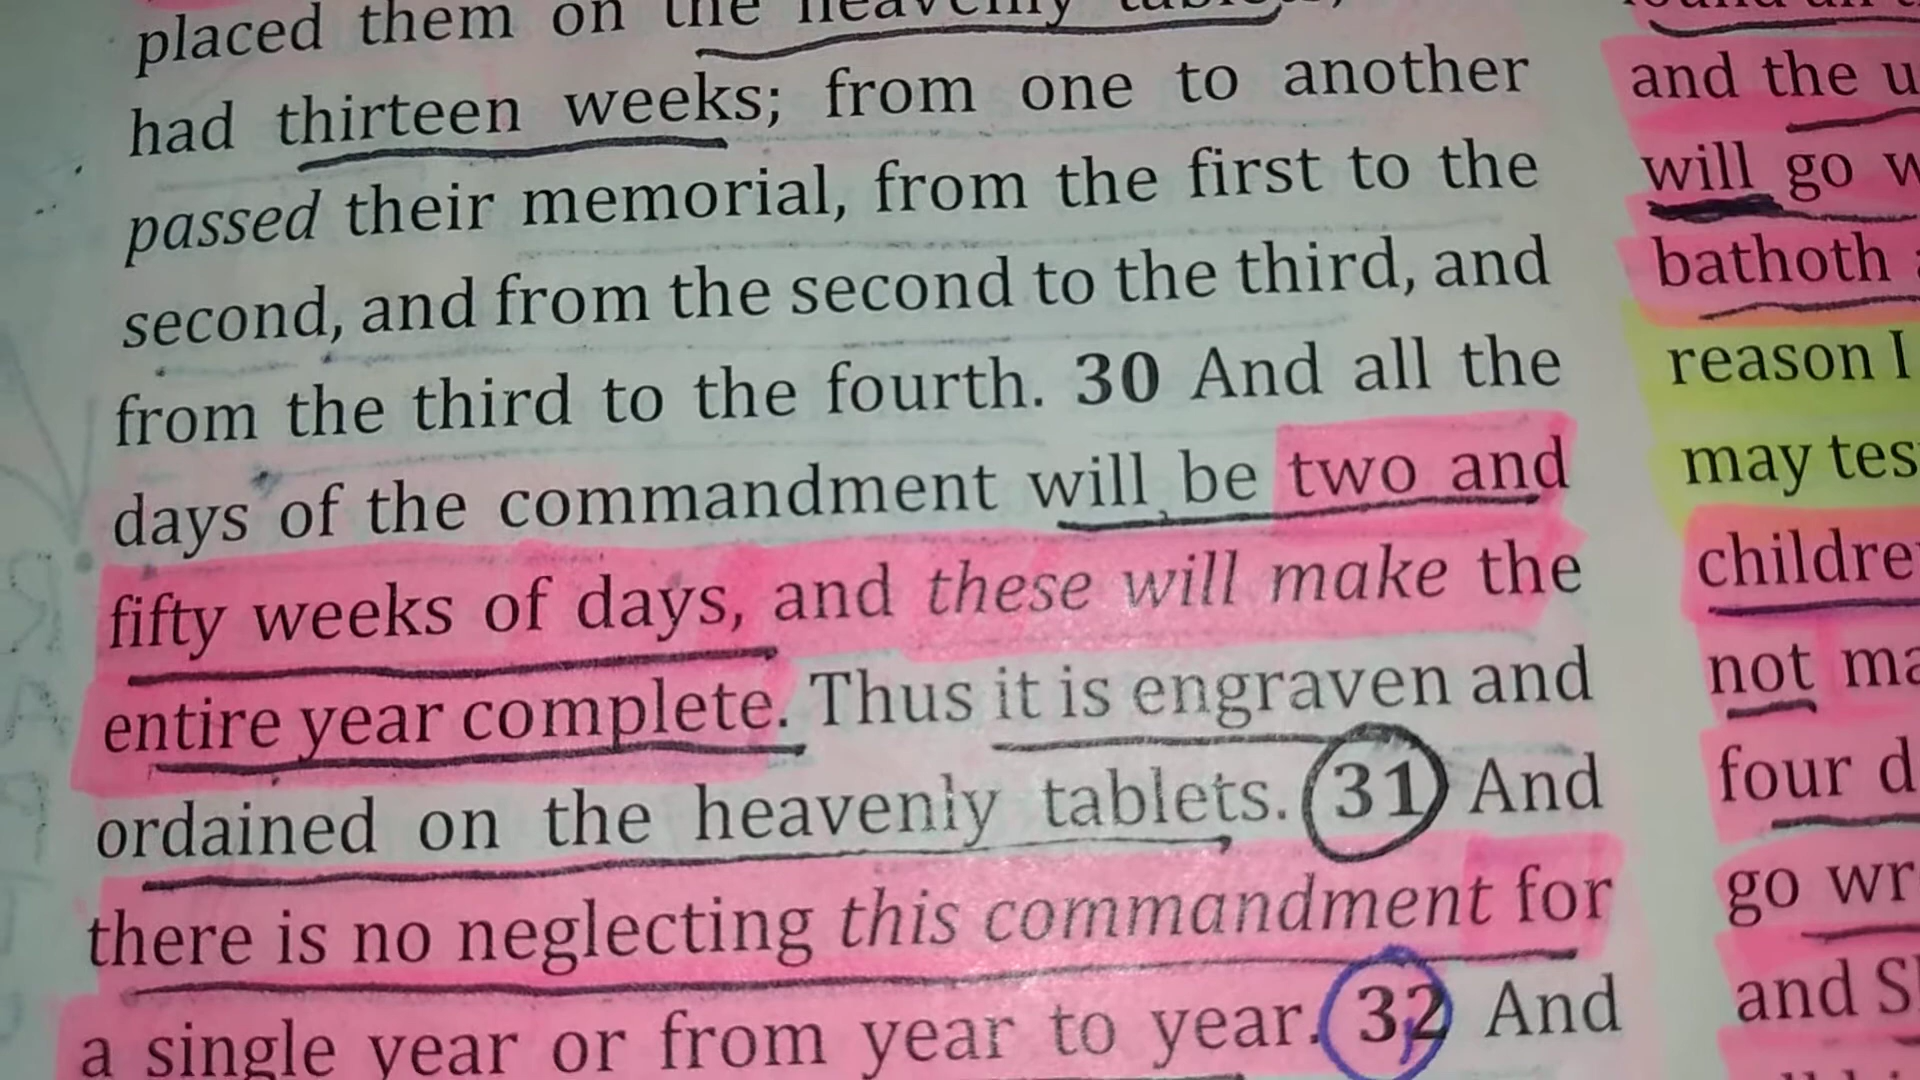 placed them on the heavenly tablets,
had thirteen weeks; from one to another
passed their memorial, from the first to the
second, and from the second to the third, and
from the third to the fourth. 30 And all the
days of the commandment will be two and
fifty weeks of days, and these will make the
entire year complete. Thus it is engraven and
ordained on the heavenly tablets. 31 And
there is no neglecting this commandment for
a single year or from year to year. 32 And
and the
will go
bathoth
reason I
may
not
four
go
and